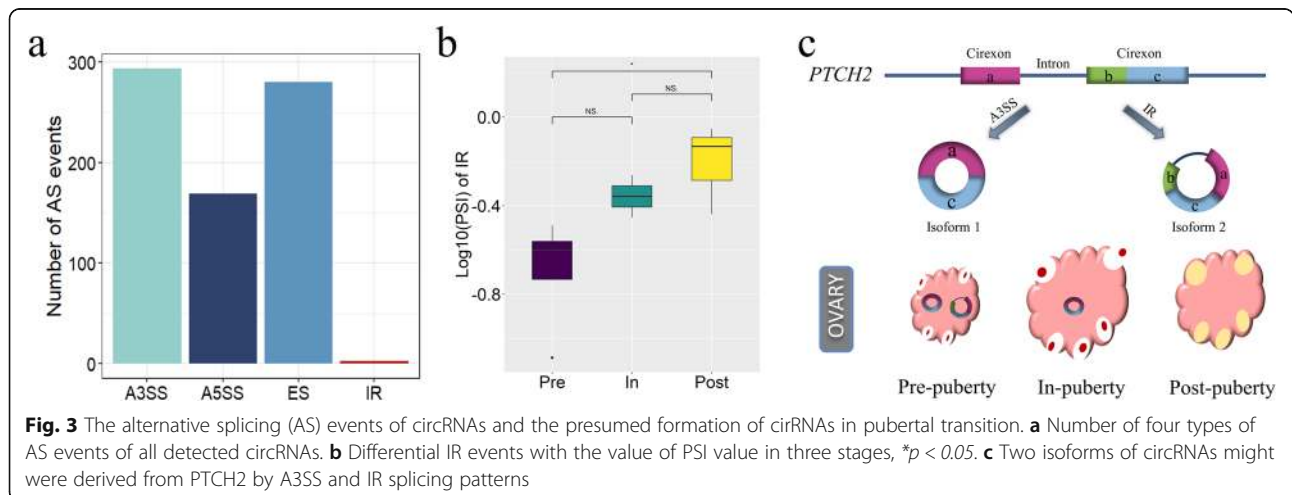 a
Number of AS events
300
200
100
0
A3SS A5SS ES IR
b
Log10(PSI) of IR
0.0
-0.4
-0.8
NS.
NS.
Pre In Post
c
Cirexon Intron Cirexon
PTCH2
a b c
A3SS IR
a c
b a c
Isoform 1 Isoform 2
OVARY
Pre-puberty In-puberty Post-puberty
Fig. 3 The alternative splicing (AS) events of circRNAs and the presumed formation of cirRNAs in pubertal transition. a Number of four types of
AS events of all detected circRNAs. b Differential IR events with the value of PSI value in three stages, *p < 0.05. c Two isoforms of circRNAs might
were derived from PTCH2 by A3SS and IR splicing patterns